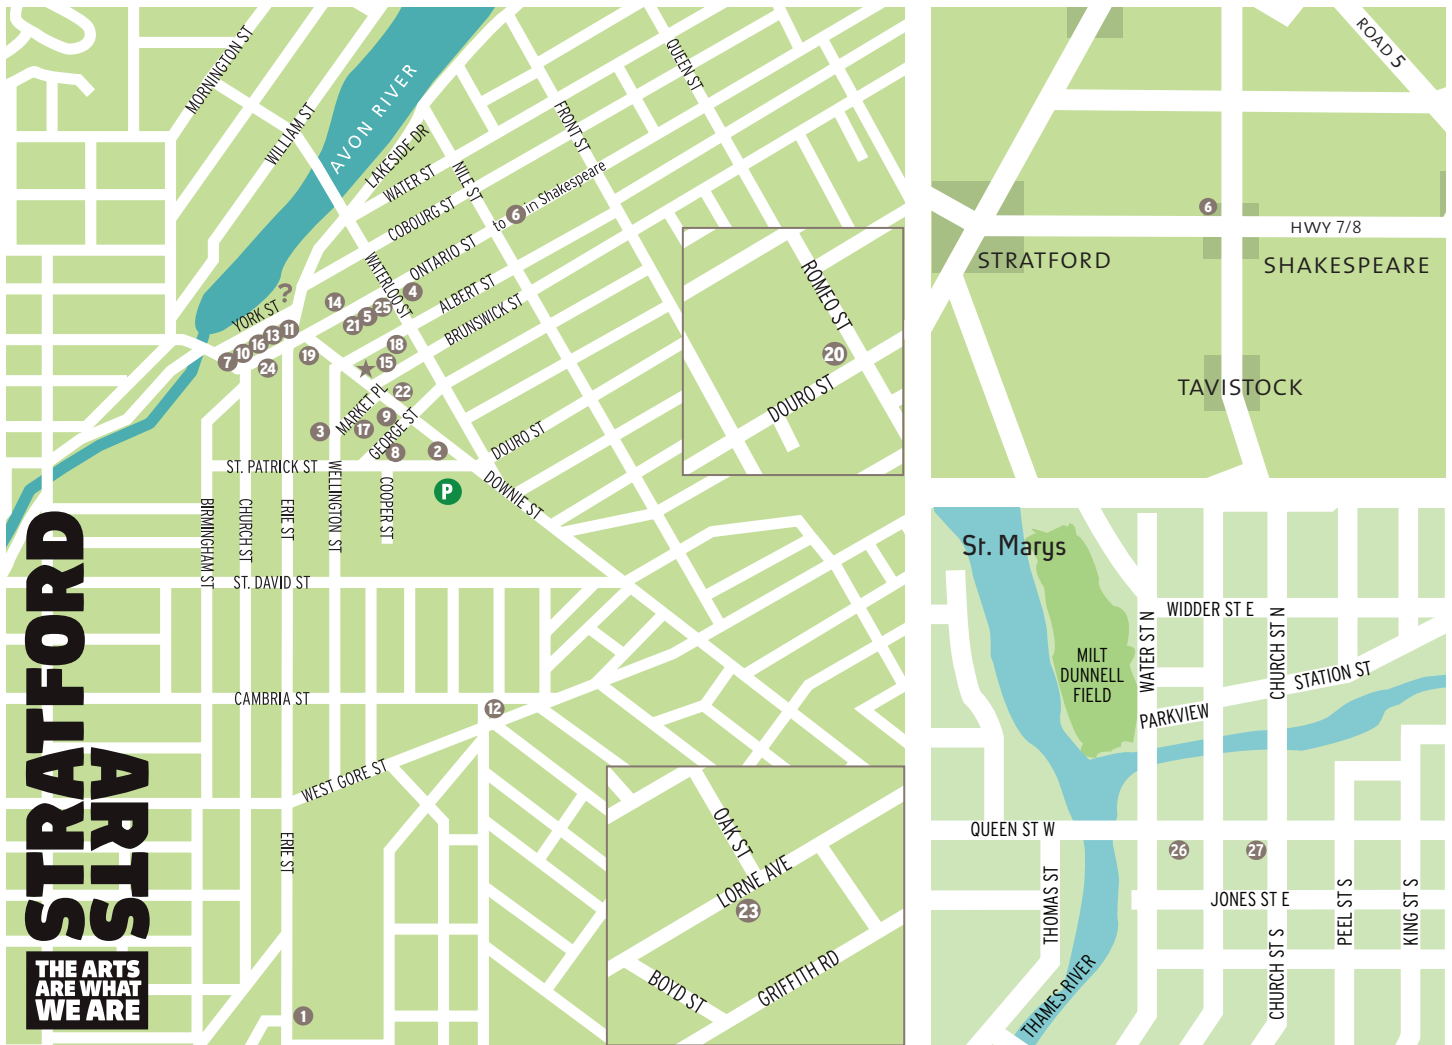 MORNINGTON ST
WILLIAM ST
AVON RIVER
LAKESIDE DR
WATER ST
COBOURG ST
NILE ST
FRONT ST
QUEEN ST
ONTARIO ST
to 6 in Shakespeare
WATERLOO ST
ALBERT ST
BRUNSWICK ST
YORK ST
?
14
4
25
5
21
11
13
16
10
7
24
19
18
15
22
MARKET PL
9
17
GEORGE ST
3
8
2
DOURO ST
ST. PATRICK ST
DOWNIE ST
P
BIRMINGHAM ST
CHURCH ST
ERIE ST
WELLINGTON ST
COOPER ST
ST. DAVID ST
CAMBRIA ST
12
WEST GORE ST
ERIE ST
1
ROMEO ST
20
DOURO ST
OAK ST
LORNE AVE
23
BOYD ST
GRIFFITH RD
STRATFORD
ARTS
THE ARTS
ARE WHAT
WE ARE
ROAD 5
6
HWY 7/8
STRATFORD
SHAKESPEARE
TAVISTOCK
St. Marys
MILT
DUNNELL
FIELD
WATER ST N
WIDDER ST E
CHURCH ST N
STATION ST
PARKVIEW
QUEEN ST W
26
27
THOMAS ST
JONES ST E
PEEL ST S
KING ST S
CHURCH ST S
THAMES RIVER